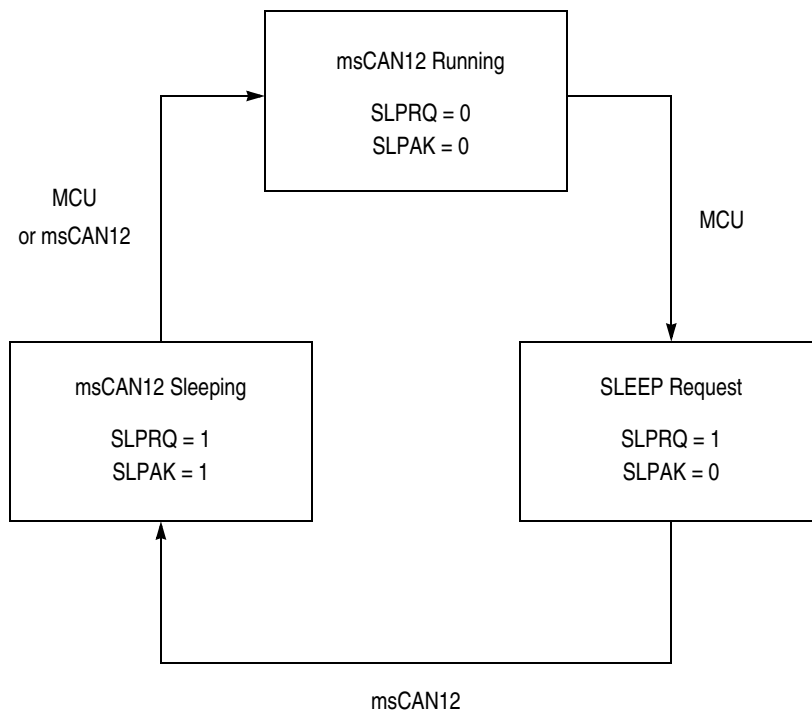 msCAN12 Running
SLPRQ = 0
SLPAK = 0
MCU
or msCAN12
MCU
msCAN12 Sleeping
SLPRQ = 1
SLPAK = 1
SLEEP Request
SLPRQ = 1
SLPAK = 0
msCAN12